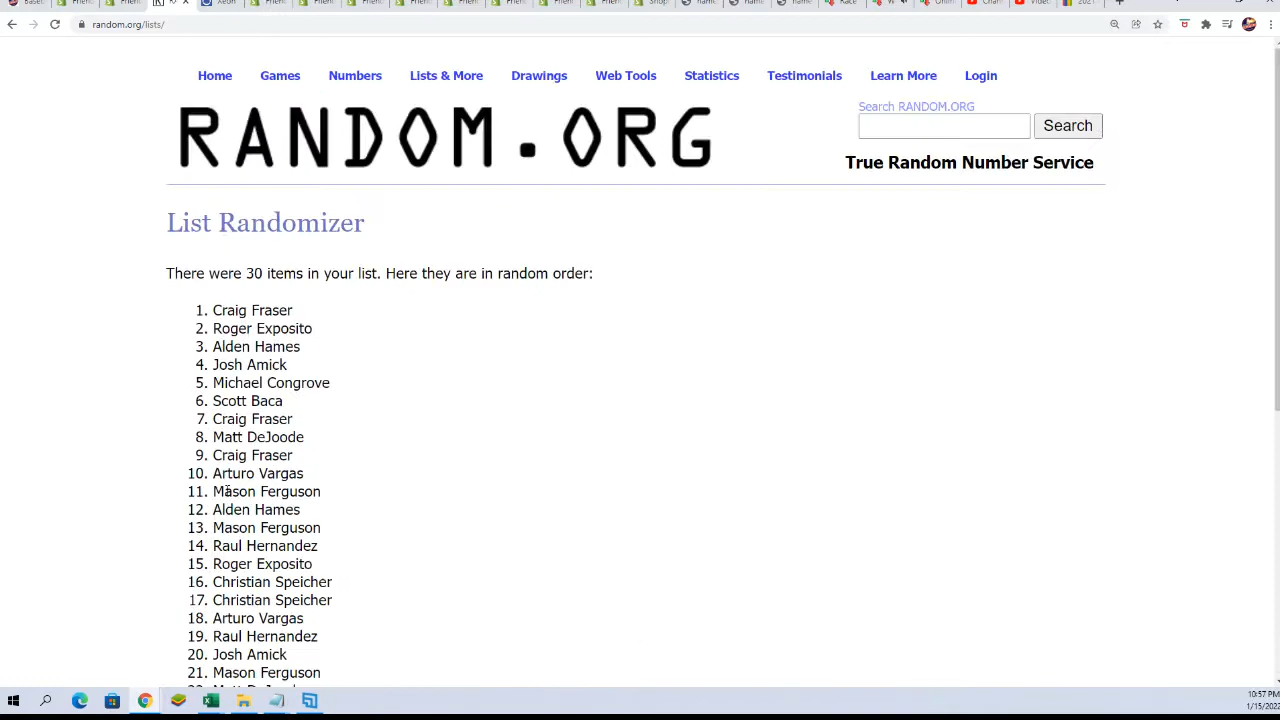 random.org/lists/
Home Games Numbers Lists & More Drawings Web Tools Statistics Testimonials Learn More Login
RANDOM.ORG
Search RANDOM.ORG
Search
True Random Number Service
List Randomizer
There were 30 items in your list. Here they are in random order:
1. Craig Fraser
2. Roger Exposito
3. Alden Hames
4. Josh Amick
5. Michael Congrove
6. Scott Baca
7. Craig Fraser
8. Matt DeJoode
9. Craig Fraser
10. Arturo Vargas
11. Mason Ferguson
12. Alden Hames
13. Mason Ferguson
14. Raul Hernandez
15. Roger Exposito
16. Christian Speicher
17. Christian Speicher
18. Arturo Vargas
19. Raul Hernandez
20. Josh Amick
21. Mason Ferguson
10:57 PM
1/15/2022